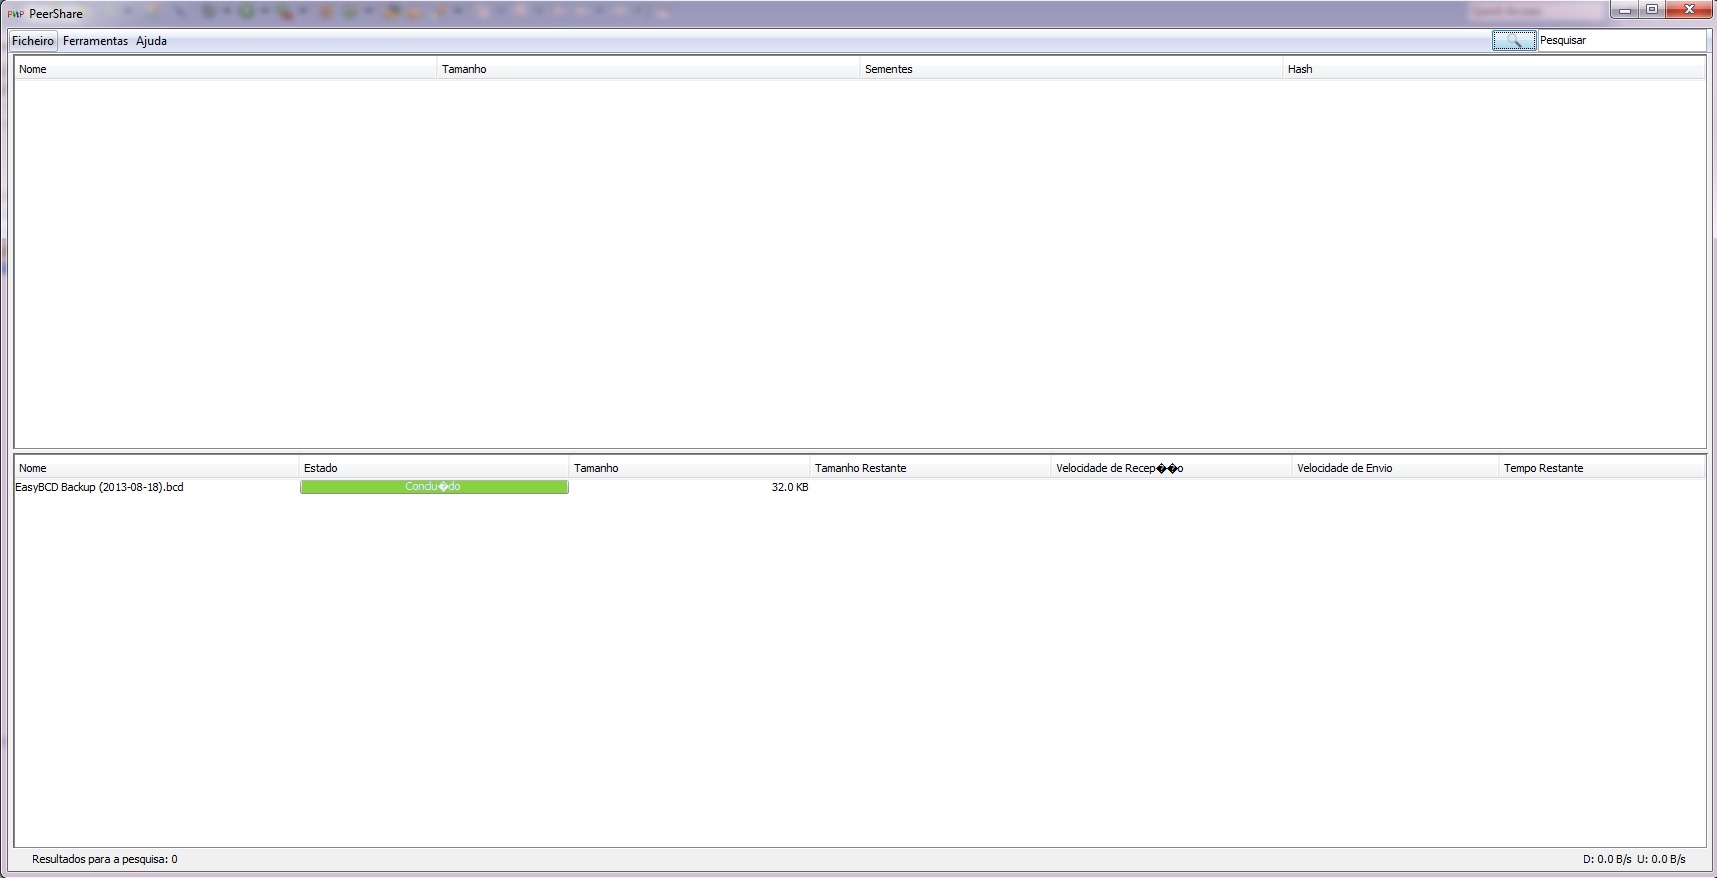 PeerShare
Ficheiro Ferramentas Ajuda Pesquisar
Nome Tamanho Sementes Hash
Nome Estado Tamanho Tamanho Restante Velocidade de Recep��o Velocidade de Envio Tempo Restante
EasyBCD Backup (2013-08-18).bcd Conclu�do 32.0 KB
Resultados para a pesquisa: 0 D: 0.0 B/s U: 0.0 B/s